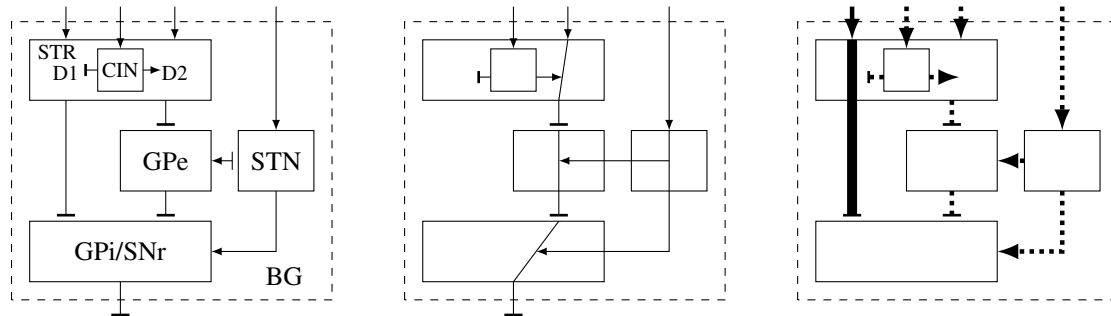 STR
D1 CIN D2
GPe STN
GPi/SNr
BG